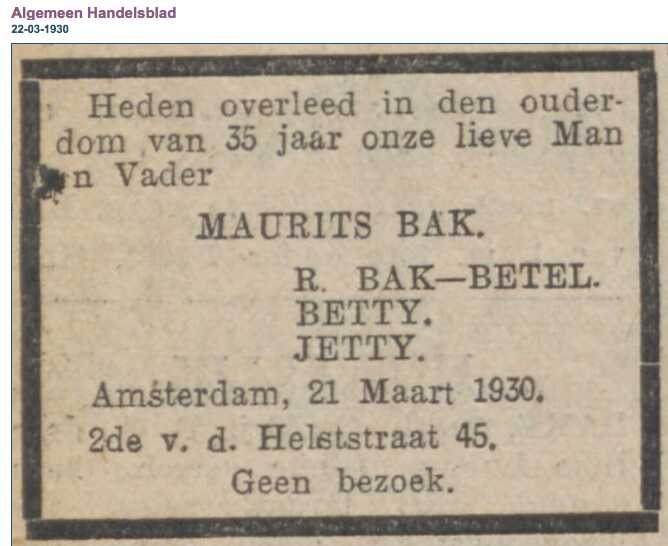 Algemeen Handelsblad
22-03-1930
Heden overleed in den ouder-
dom van 35 jaar onze lieve Man
n Vader
MAURITS BAK.
R. BAK—BETEL.
BETTY.
JETTY.
Amsterdam, 21 Maart 1930.
2de v. d. Helststraat 45.
Geen bezoek.